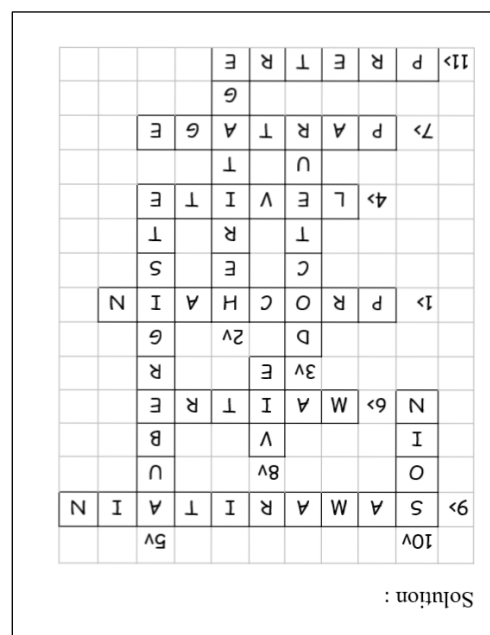 Solution :
10v 5v
9> S A M A R I T A I N
O 8v U
I V B
N 6> M A I T R E
3v E R
D 2v G
1> P R O C H A I N
C E S
T R T
4> L E V I T E
U T
7> P A R T A G E
G
11> P R E T R E